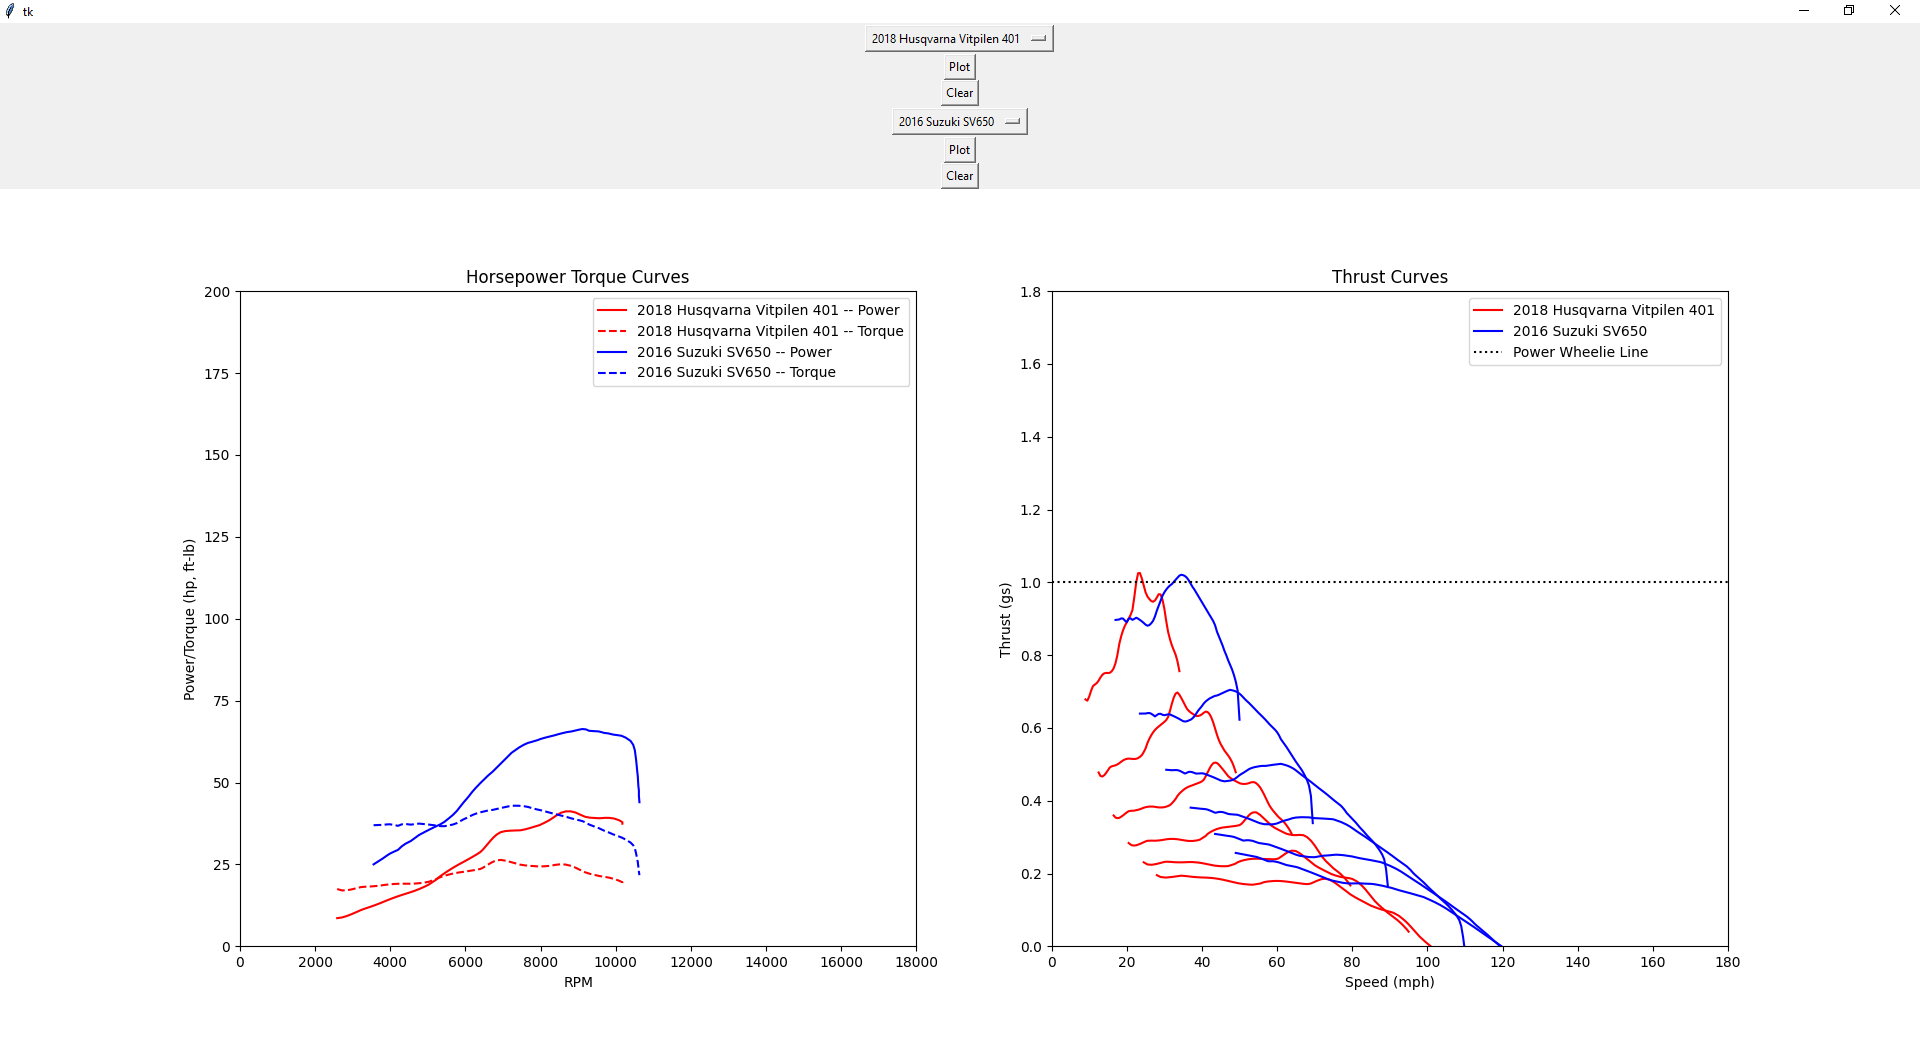 tk
2018 Husqvarna Vitpilen 401
Plot
Clear
2016 Suzuki SV650
Plot
Clear
Horsepower Torque Curves
200
175
150
125
100
75
50
25
0
Power/Torque (hp, ft-lb)
2018 Husqvarna Vitpilen 401 -- Power
2018 Husqvarna Vitpilen 401 -- Torque
2016 Suzuki SV650 -- Power
2016 Suzuki SV650 -- Torque
0 2000 4000 6000 8000 10000 12000 14000 16000 18000
RPM
Thrust Curves
1.8
1.6
1.4
1.2
1.0
0.8
0.6
0.4
0.2
0.0
Thrust (gs)
2018 Husqvarna Vitpilen 401
2016 Suzuki SV650
Power Wheelie Line
0 20 40 60 80 100 120 140 160 180
Speed (mph)